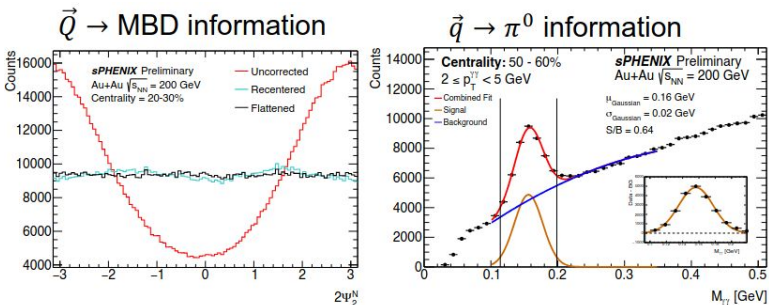 Q⃗ → MBD information
Counts
16000
14000
12000
10000
8000
6000
4000
sPHENIX Preliminary
Au+Au √sNN = 200 GeV
Centrality = 20-30%
Uncorrected
Recentered
Flattened
-3 -2 -1 0 1 2 3
2Ψ₂ᴺ
q⃗ → π⁰ information
Counts
14000
12000
10000
8000
6000
4000
2000
0
Centrality: 50 - 60%
2 ≤ pTγγ < 5 GeV
Combined Fit
Signal
Background
sPHENIX Preliminary
Au+Au √sNN = 200 GeV
μGaussian = 0.16 GeV
σGaussian = 0.02 GeV
S/B = 0.64
Mγγ [GeV]
0 0.1 0.2 0.3 0.4 0.5
Mγγ [GeV]